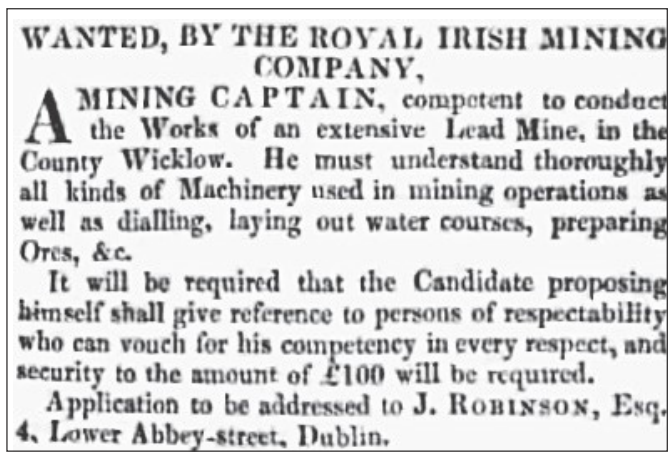 WANTED, BY THE ROYAL IRISH MINING
COMPANY,
A MINING CAPTAIN, competent to conduct
the Works of an extensive Lead Mine, in the
County Wicklow. He must understand thoroughly
all kinds of Machinery used in mining operations as
well as dialling, laying out water courses, preparing
Ores, &c.
It will be required that the Candidate proposing
himself shall give reference to persons of respectability
who can vouch for his competency in every respect, and
security to the amount of £100 will be required.
Application to be addressed to J. ROBINSON, Esq.
4, Lower Abbey-street, Dublin.